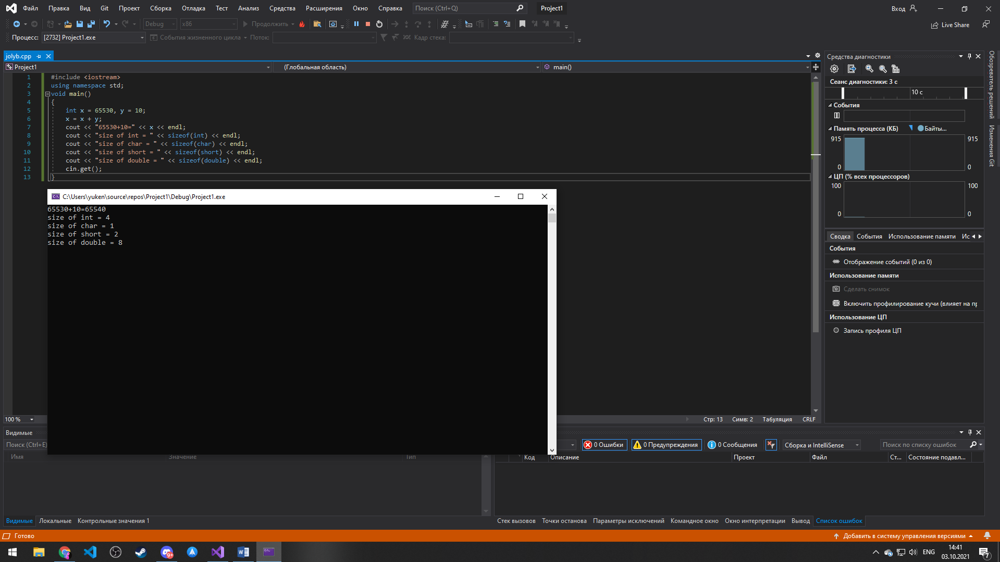 Файл Правка Вид Git Проект Сборка Отладка Тест Анализ Средства Расширения Окно Справка Поиск (Ctrl+Q) Project1 Вход
Debug x86 Продолжить Live Share
Процесс: [2732] Project1.exe События жизненного цикла Поток: Кадр стека:
jolyb.cpp
Project1 (Глобальная область) main()
1 #include <iostream>
2 using namespace std;
3 void main()
4 {
5 int x = 65530, y = 10;
6 x = x + y;
7 cout << "65530+10=" << x << endl;
8 cout << "size of int = " << sizeof(int) << endl;
9 cout << "size of char = " << sizeof(char) << endl;
10 cout << "size of short = " << sizeof(short) << endl;
11 cout << "size of double = " << sizeof(double) << endl;
12 cin.get();
13 }
C:\Users\yuken\source\repos\Project1\Debug\Project1.exe
65530+10=65540
size of int = 4
size of char = 1
size of short = 2
size of double = 8
100 % Стр: 13 Симв: 2 Табуляция CRLF
Средства диагностики
Сеанс диагностики: 3 с
10 с
События
Память процесса (КБ) Байты...
915 915
0 0
ЦП (% всех процессоров)
100 100
0 0
Сводка События Использование памяти Ис
События
Отображение событий (0 из 0)
Использование памяти
Сделать снимок
Включить профилирование кучи (влияет на пр
Использование ЦП
Запись профиля ЦП
Обозреватель решений
Изменения Git
Видимые
Поиск (Ctrl+E)
Имя Значение Тип
Видимые Локальные Контрольные значения 1
0 Ошибки 0 Предупреждения 0 Сообщения Сборка и IntelliSense Поиск по списку ошибок
Код Описание Проект Файл Ст... Состояние подавл...
Стек вызовов Точки останова Параметры исключений Командное окно Окно интерпретации Вывод Список ошибок
Готово Добавить в систему управления версиями
9+ ENG 14:41
03.10.2021 7